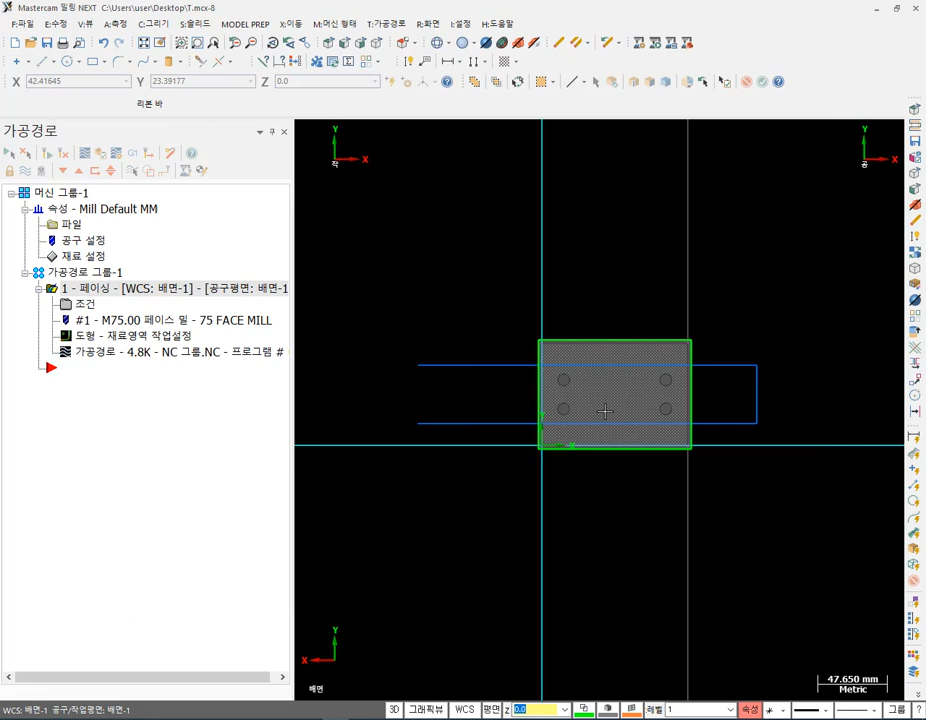 Mastercam 밀링 NEXT C:\Users\user\Desktop\T.mcx-8
F:파일 E:수정 V:뷰 A:측정 C:그리기 S:솔리드 MODEL PREP X:이동 M:머신 형태 T:가공경로 R:화면 I:설정 H:도움말
X 42.41645 Y 23.39177 Z 0.0
리본 바
가공경로
G1
머신 그룹-1
속성 - Mill Default MM
파일
공구 설정
재료 설정
가공경로 그룹-1
1 - 페이싱 - [WCS: 배면-1] - [공구평면: 배면-1
조건
#1 - M75.00 페이스 밀 - 75 FACE MILL
도형 - 재료영역 작업설정
가공경로 - 4.8K - NC 그룹.NC - 프로그램 #
Y
X
작
Y
X
공
Y
X
Y
X
배면
47.650 mm
Metric
WCS: 배면-1 공구/작업평면: 배면-1
3D 그래픽뷰 WCS 평면 Z 0.0 레벨 1 속성 그룹 ?